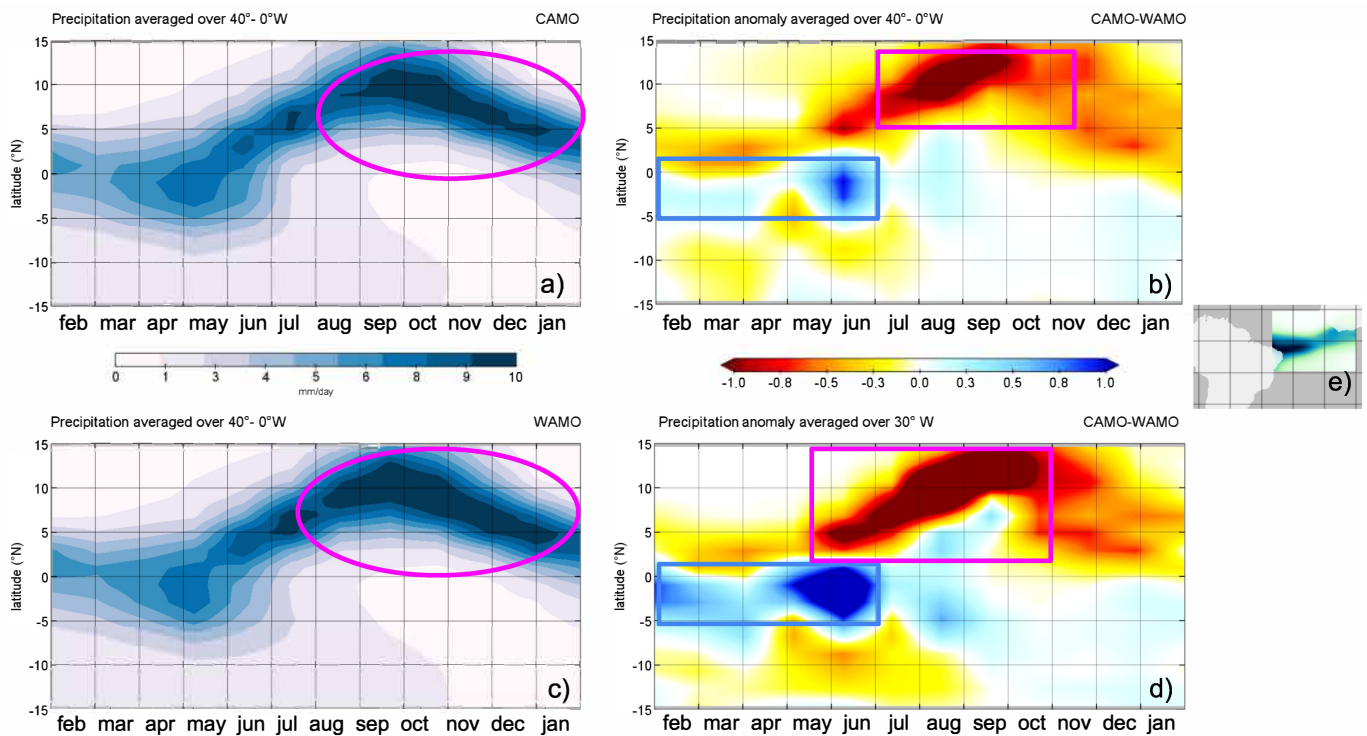 Precipitation averaged over 40°- 0°W CAMO
15
10
5
0
-5
-10
-15
latitude (°N)
a)
feb mar apr may jun jul aug sep oct nov dec jan
0 1 3 4 5 6 8 9 10
mm/day
Precipitation anomaly averaged over 40°- 0°W CAMO-WAMO
15
10
5
0
-5
-10
-15
latitude (°N)
b)
feb mar apr may jun jul aug sep oct nov dec jan
-1.0 -0.8 -0.5 -0.3 0.0 0.3 0.5 0.8 1.0
e)
Precipitation averaged over 40°- 0°W WAMO
15
10
5
0
-5
-10
-15
latitude (°N)
c)
feb mar apr may jun jul aug sep oct nov dec jan
Precipitation anomaly averaged over 30° W CAMO-WAMO
15
10
5
0
-5
-10
-15
latitude (°N)
d)
feb mar apr may jun jul aug sep oct nov dec jan